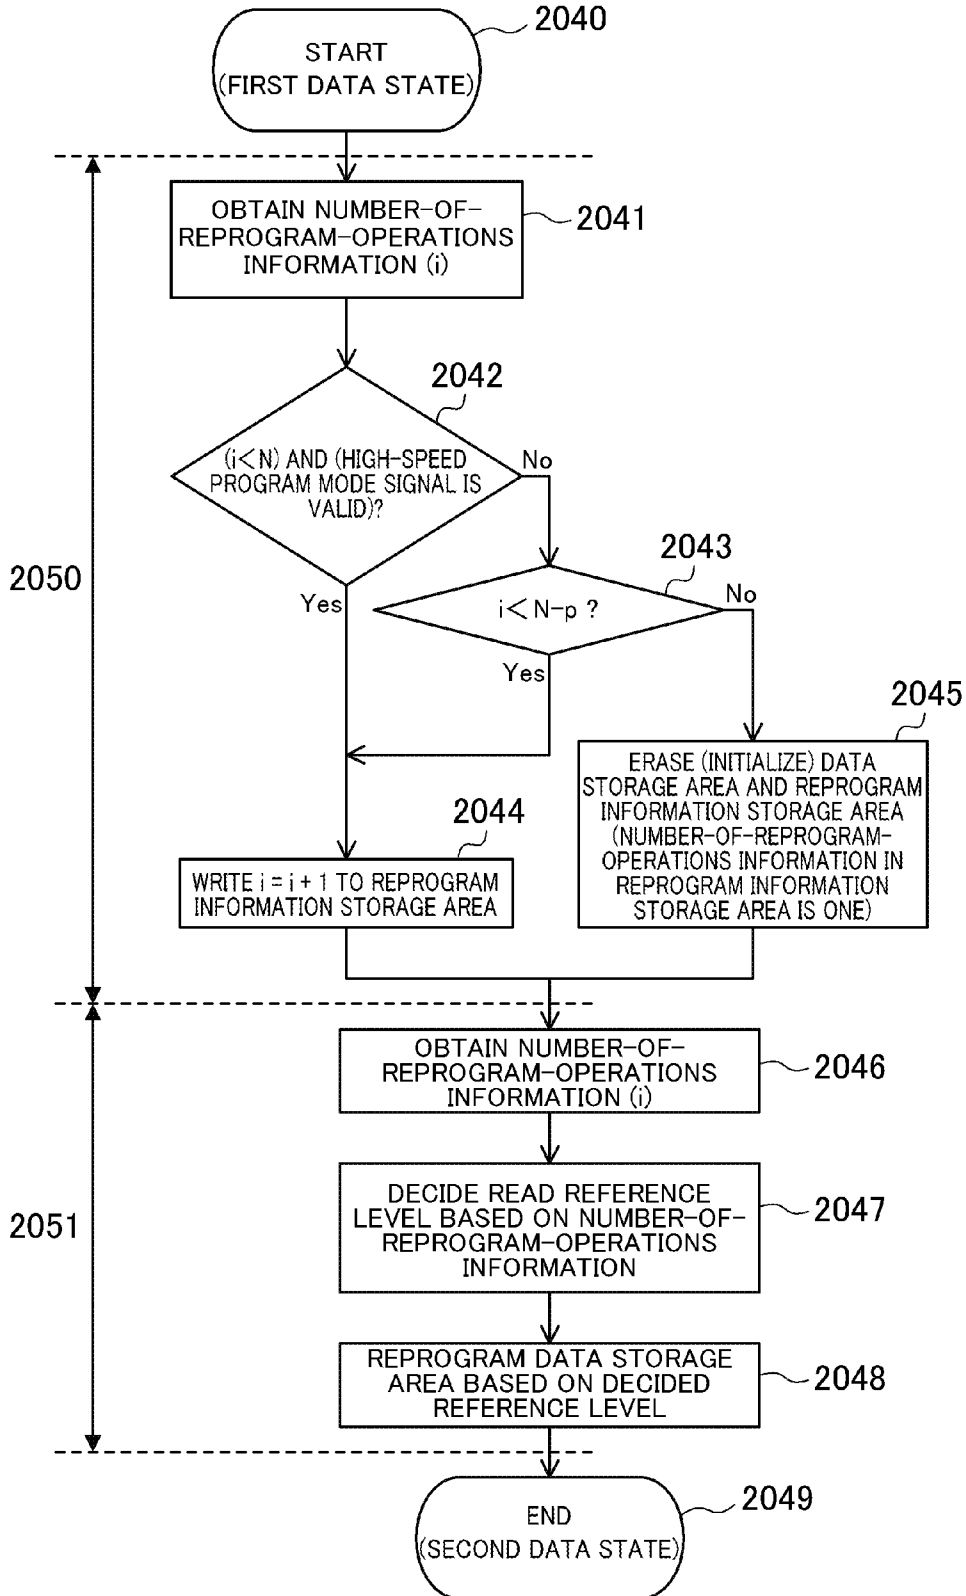 2040
START
(FIRST DATA STATE)
OBTAIN NUMBER-OF-
REPROGRAM-OPERATIONS
INFORMATION (i)
2041
2042
(i<N) AND (HIGH-SPEED
PROGRAM MODE SIGNAL IS
VALID)?
No
Yes
2043
i<N-p ?
No
Yes
2050
2045
ERASE (INITIALIZE) DATA
STORAGE AREA AND REPROGRAM
INFORMATION STORAGE AREA
(NUMBER-OF-REPROGRAM-
OPERATIONS INFORMATION IN
REPROGRAM INFORMATION
STORAGE AREA IS ONE)
2044
WRITE i = i + 1 TO REPROGRAM
INFORMATION STORAGE AREA
OBTAIN NUMBER-OF-
REPROGRAM-OPERATIONS
INFORMATION (i)
2046
DECIDE READ REFERENCE
LEVEL BASED ON NUMBER-OF-
REPROGRAM-OPERATIONS
INFORMATION
2047
2051
REPROGRAM DATA STORAGE
AREA BASED ON DECIDED
REFERENCE LEVEL
2048
END
(SECOND DATA STATE)
2049